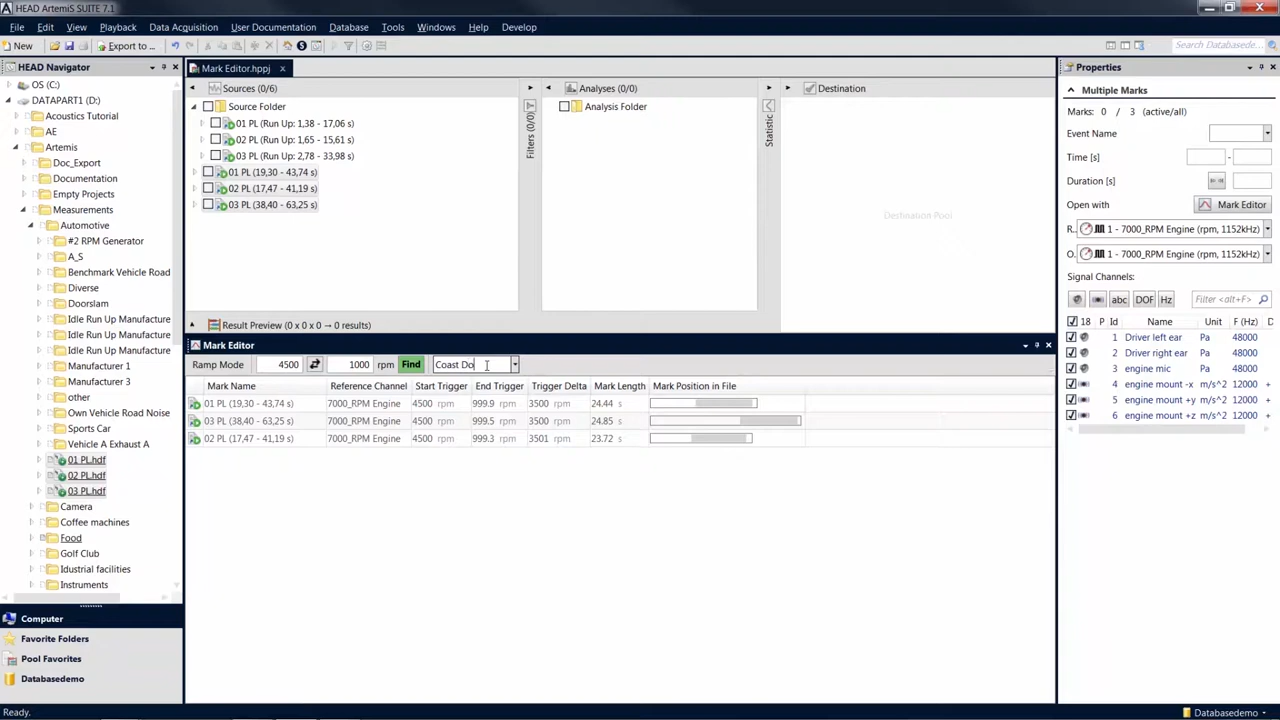 HEAD ArtemiS SUITE 7.1
File Edit View Playback Data Acquisition User Documentation Database Tools Windows Help Develop
New Export to ... Search Databasede...
HEAD Navigator
OS (C:)
DATAPART1 (D:)
Acoustics Tutorial
AE
Artemis
Doc_Export
Documentation
Empty Projects
Measurements
Automotive
#2 RPM Generator
A_S
Benchmark Vehicle Road
Diverse
Doorslam
Idle Run Up Manufacture
Idle Run Up Manufacture
Idle Run Up Manufacture
Manufacturer 1
Manufacturer 3
other
Own Vehicle Road Noise
Sports Car
Vehicle A Exhaust A
01 PL.hdf
02 PL.hdf
03 PL.hdf
Camera
Coffee machines
Food
Golf Club
Idustrial facilities
Instruments
Computer
Favorite Folders
Pool Favorites
Databasedemo
Mark Editor.hppj
Sources (0/6)
Source Folder
01 PL (Run Up: 1,38 - 17,06 s)
02 PL (Run Up: 1,65 - 15,61 s)
03 PL (Run Up: 2,78 - 33,98 s)
01 PL (19,30 - 43,74 s)
02 PL (17,47 - 41,19 s)
03 PL (38,40 - 63,25 s)
Filters (0/0)
Analyses (0/0)
Analysis Folder
Statistic
Destination
Destination Pool
Result Preview (0 x 0 x 0 → 0 results)
Mark Editor
Ramp Mode 4500 1000 rpm Find Coast Do
Mark Name Reference Channel Start Trigger End Trigger Trigger Delta Mark Length Mark Position in File
01 PL (19,30 - 43,74 s) 7000_RPM Engine 4500 rpm 999.9 rpm 3500 rpm 24.44 s
03 PL (38,40 - 63,25 s) 7000_RPM Engine 4500 rpm 999.5 rpm 3500 rpm 24.85 s
02 PL (17,47 - 41,19 s) 7000_RPM Engine 4500 rpm 999.3 rpm 3501 rpm 23.72 s
Properties
Multiple Marks
Marks: 0 / 3 (active/all)
Event Name
Time [s] -
Duration [s]
Open with Mark Editor
R.. 1 - 7000_RPM Engine (rpm, 1152kHz)
O.. 1 - 7000_RPM Engine (rpm, 1152kHz)
Signal Channels:
abc DOF Hz Filter <alt+F>
18 P Id Name Unit F (Hz)
1 Driver left ear Pa 48000
2 Driver right ear Pa 48000
3 engine mic Pa 48000
4 engine mount -x m/s^2 12000
5 engine mount +y m/s^2 12000
6 engine mount +z m/s^2 12000
Databasedemo